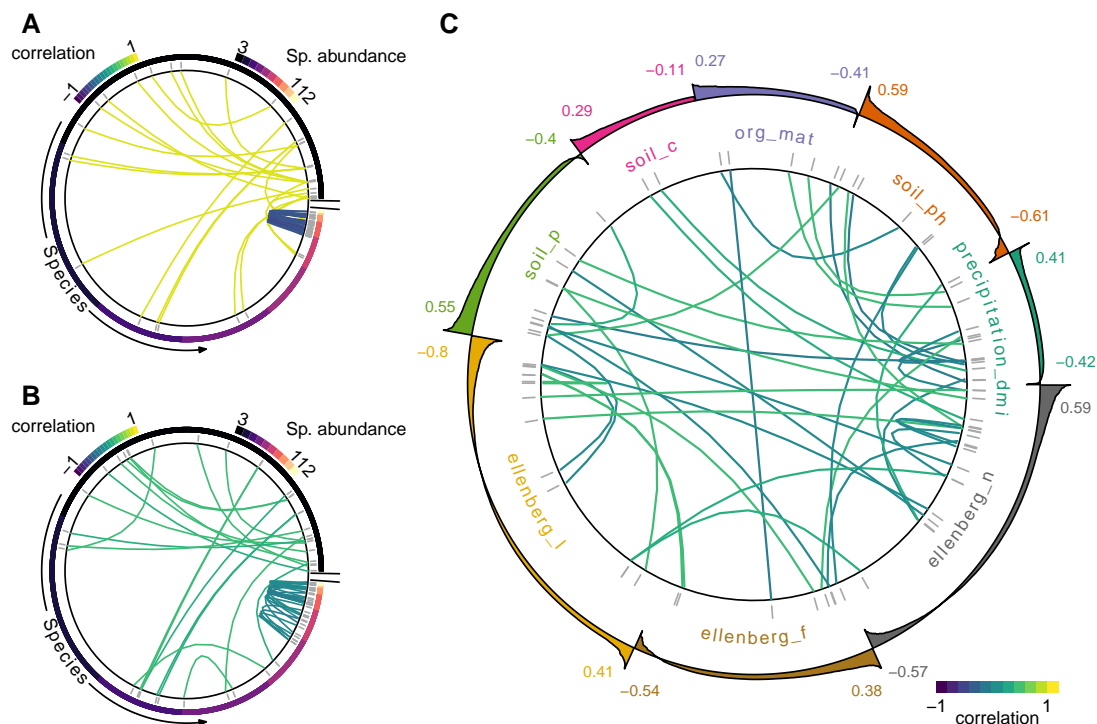 A
correlation
−1
1
3
112
Sp. abundance
Species
B
correlation
−1
1
3
112
Sp. abundance
Species
C
−0.11
0.27
−0.41
0.59
0.29
−0.4
−0.61
0.41
0.55
−0.8
−0.42
0.59
0.41
−0.54
0.38
−0.57
org_mat
soil_c
soil_ph
soil_p
precipitation_dmi
ellenberg_l
ellenberg_n
ellenberg_f
−1
1
correlation